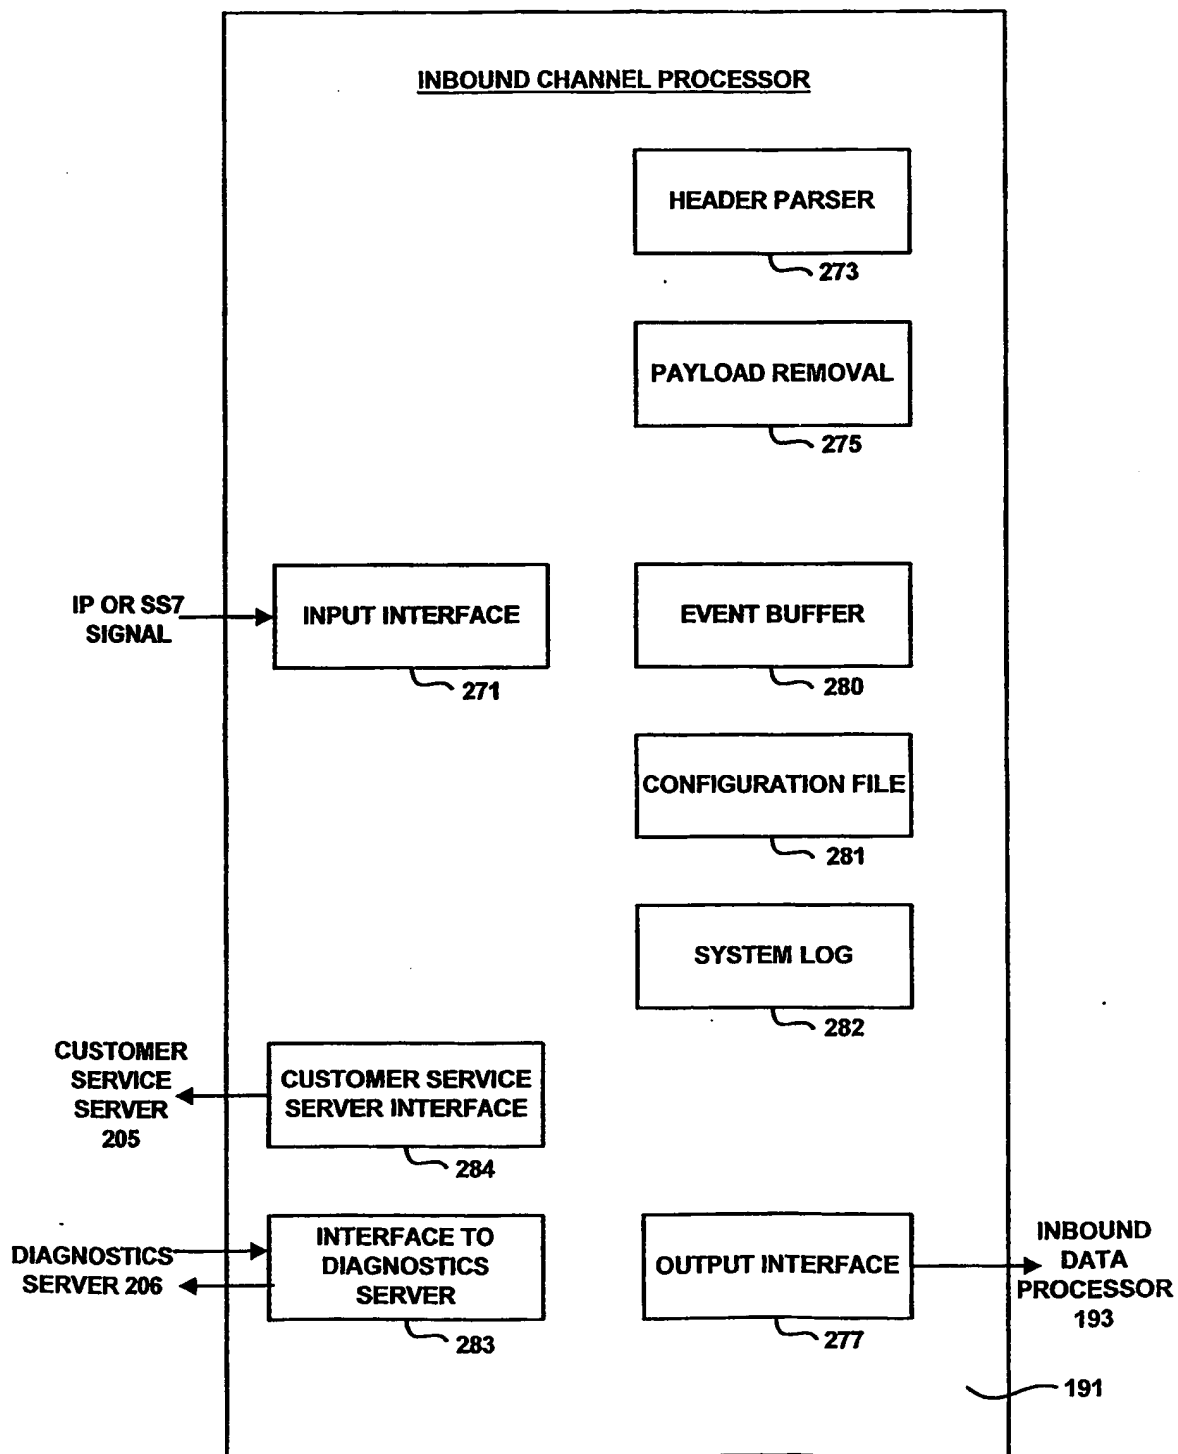 INBOUND CHANNEL PROCESSOR
HEADER PARSER
273
PAYLOAD REMOVAL
275
IP OR SS7
SIGNAL
INPUT INTERFACE
271
EVENT BUFFER
280
CONFIGURATION FILE
281
SYSTEM LOG
282
CUSTOMER
SERVICE
SERVER
205
CUSTOMER SERVICE
SERVER INTERFACE
284
DIAGNOSTICS
SERVER 206
INTERFACE TO
DIAGNOSTICS
SERVER
283
OUTPUT INTERFACE
277
INBOUND
DATA
PROCESSOR
193
191